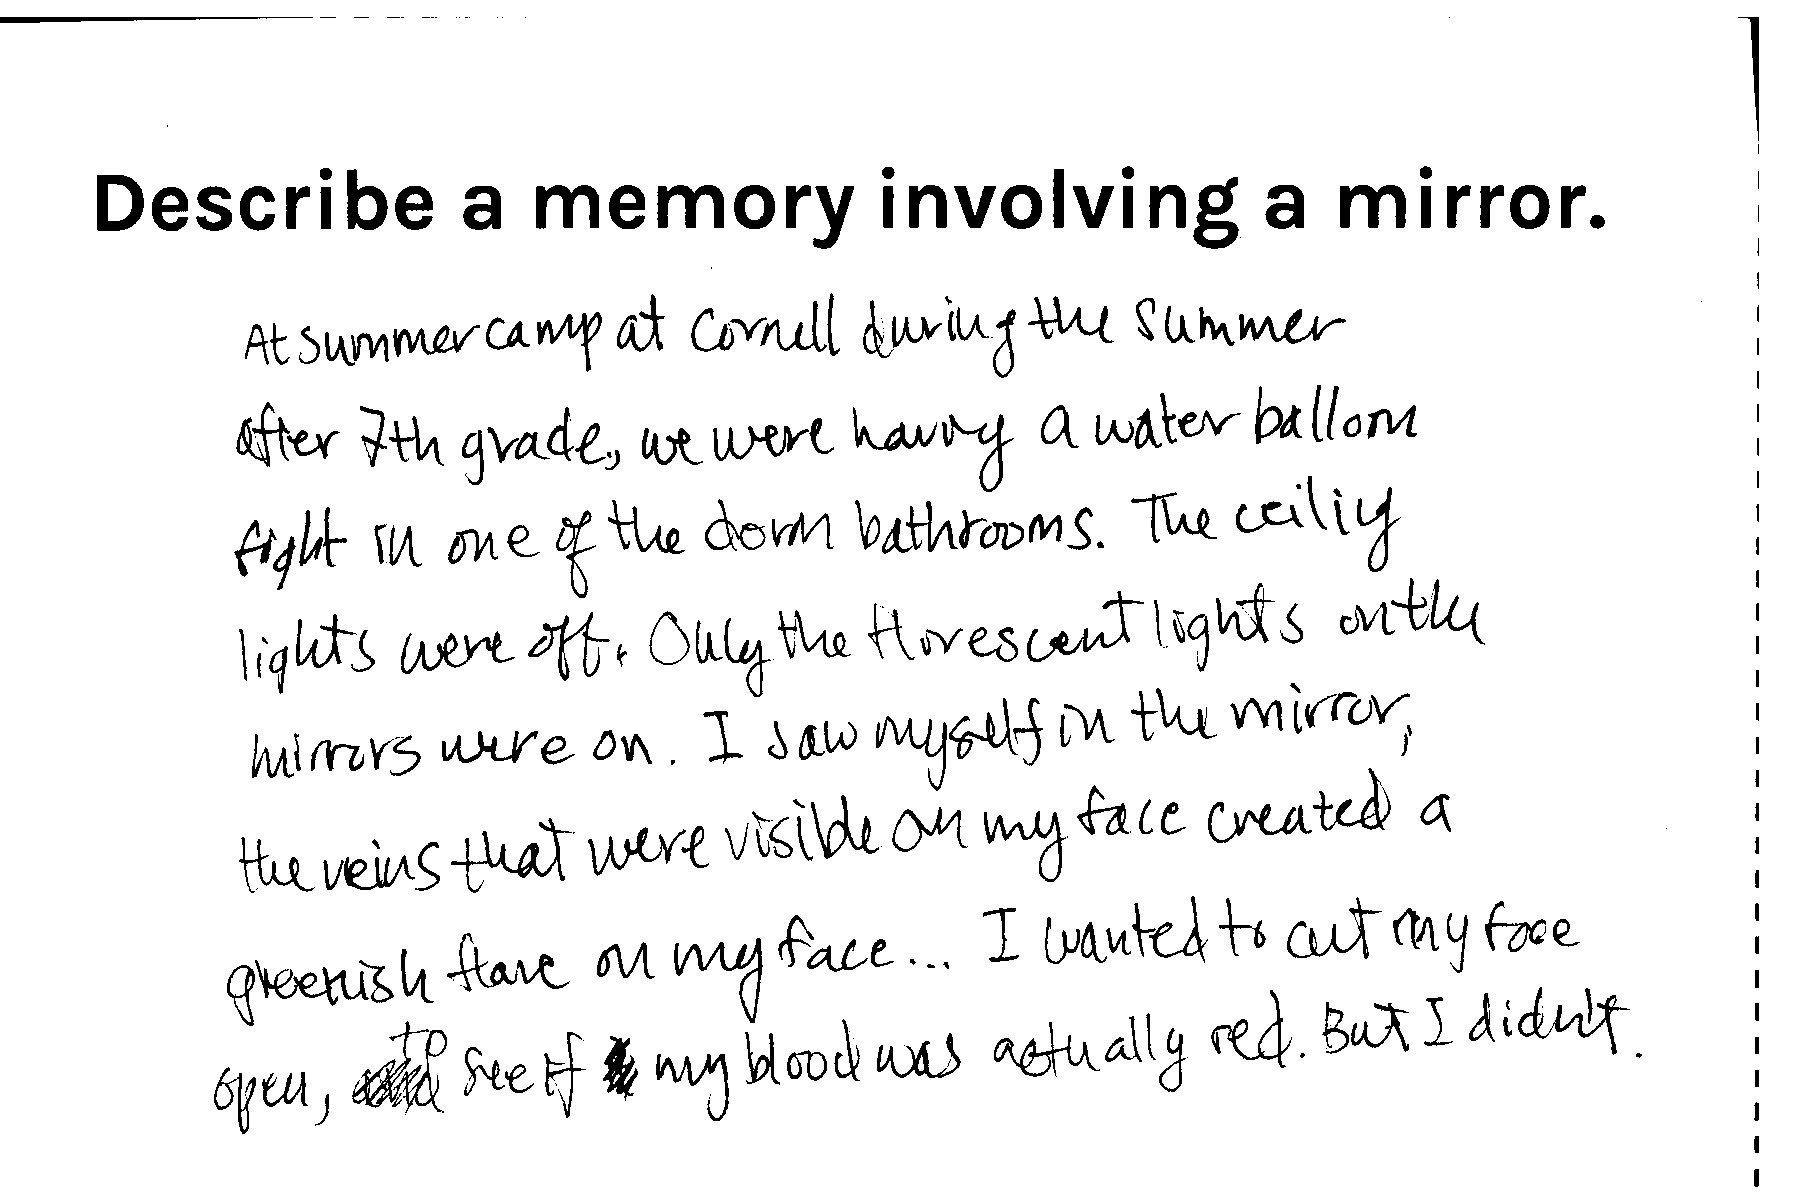 Describe a memory involving a mirror.
At summer camp at Cornell during the summer
after 7th grade, we were having a water balloon
fight in one of the dorm bathrooms. The ceiling
lights were off. Only the florescent lights on the
mirrors were on. I saw myself in the mirror,
the veins that were visible on my face created a
greenish flare on my face... I wanted to cut my face
open, to see if my blood was actually red. But I didn't.